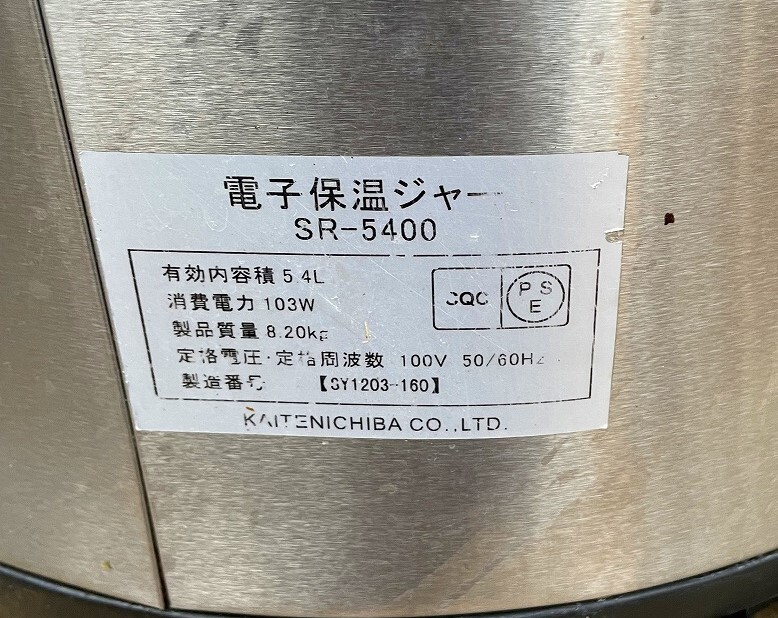 電子保温ジャー
SR-5400
有効内容積 5.4L
消費電力 103W
製品質量 8.20kg
定格電圧・定格周波数 100V 50/60Hz
製造番号 【SY1203-160】
CQC
PSE
KAITENICHIBA CO.,LTD.